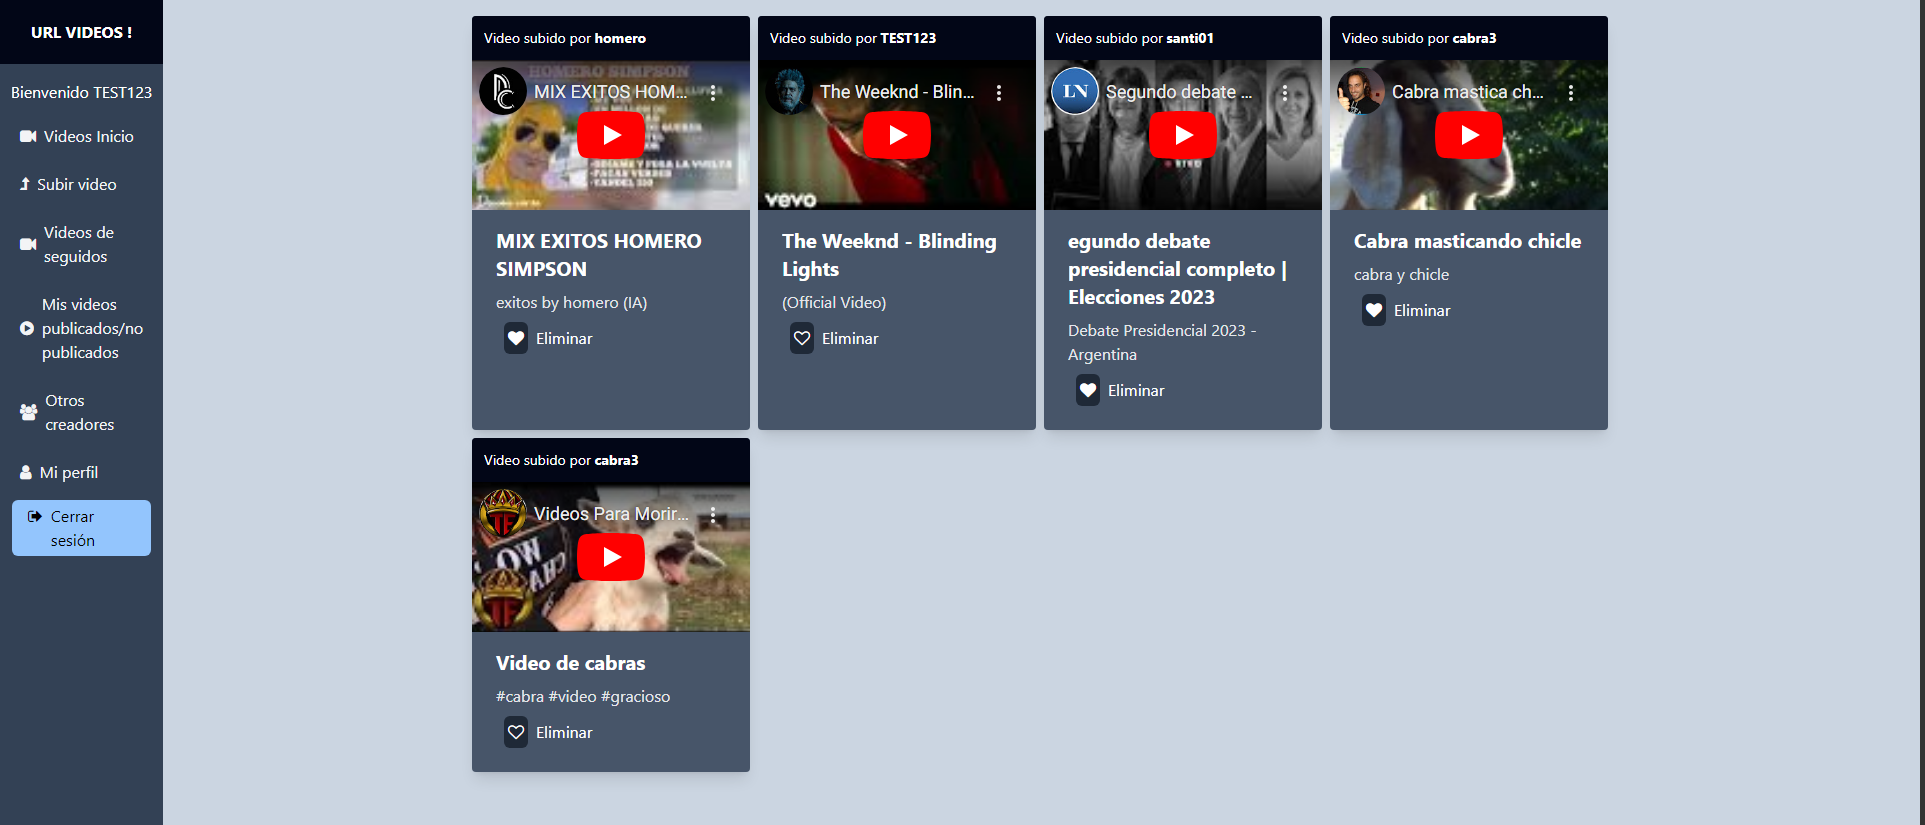 URL VIDEOS !
Bienvenido TEST123
Videos Inicio
Subir video
Videos de
seguidos
Mis videos
publicados/no
publicados
Otros
creadores
Mi perfil
Cerrar
sesión
Video subido por homero
HOMERO SIMPSON
MIX EXITOS HOM...
MIX EXITOS HOMERO
SIMPSON
exitos by homero (IA)
Eliminar
Video subido por TEST123
The Weeknd - Blin...
vevo
The Weeknd - Blinding
Lights
(Official Video)
Eliminar
Video subido por santi01
LN
Segundo debate ...
egundo debate
presidencial completo |
Elecciones 2023
Debate Presidencial 2023 -
Argentina
Eliminar
Video subido por cabra3
Cabra mastica ch...
Cabra masticando chicle
cabra y chicle
Eliminar
Video subido por cabra3
TF
Videos Para Morir...
Video de cabras
#cabra #video #gracioso
Eliminar